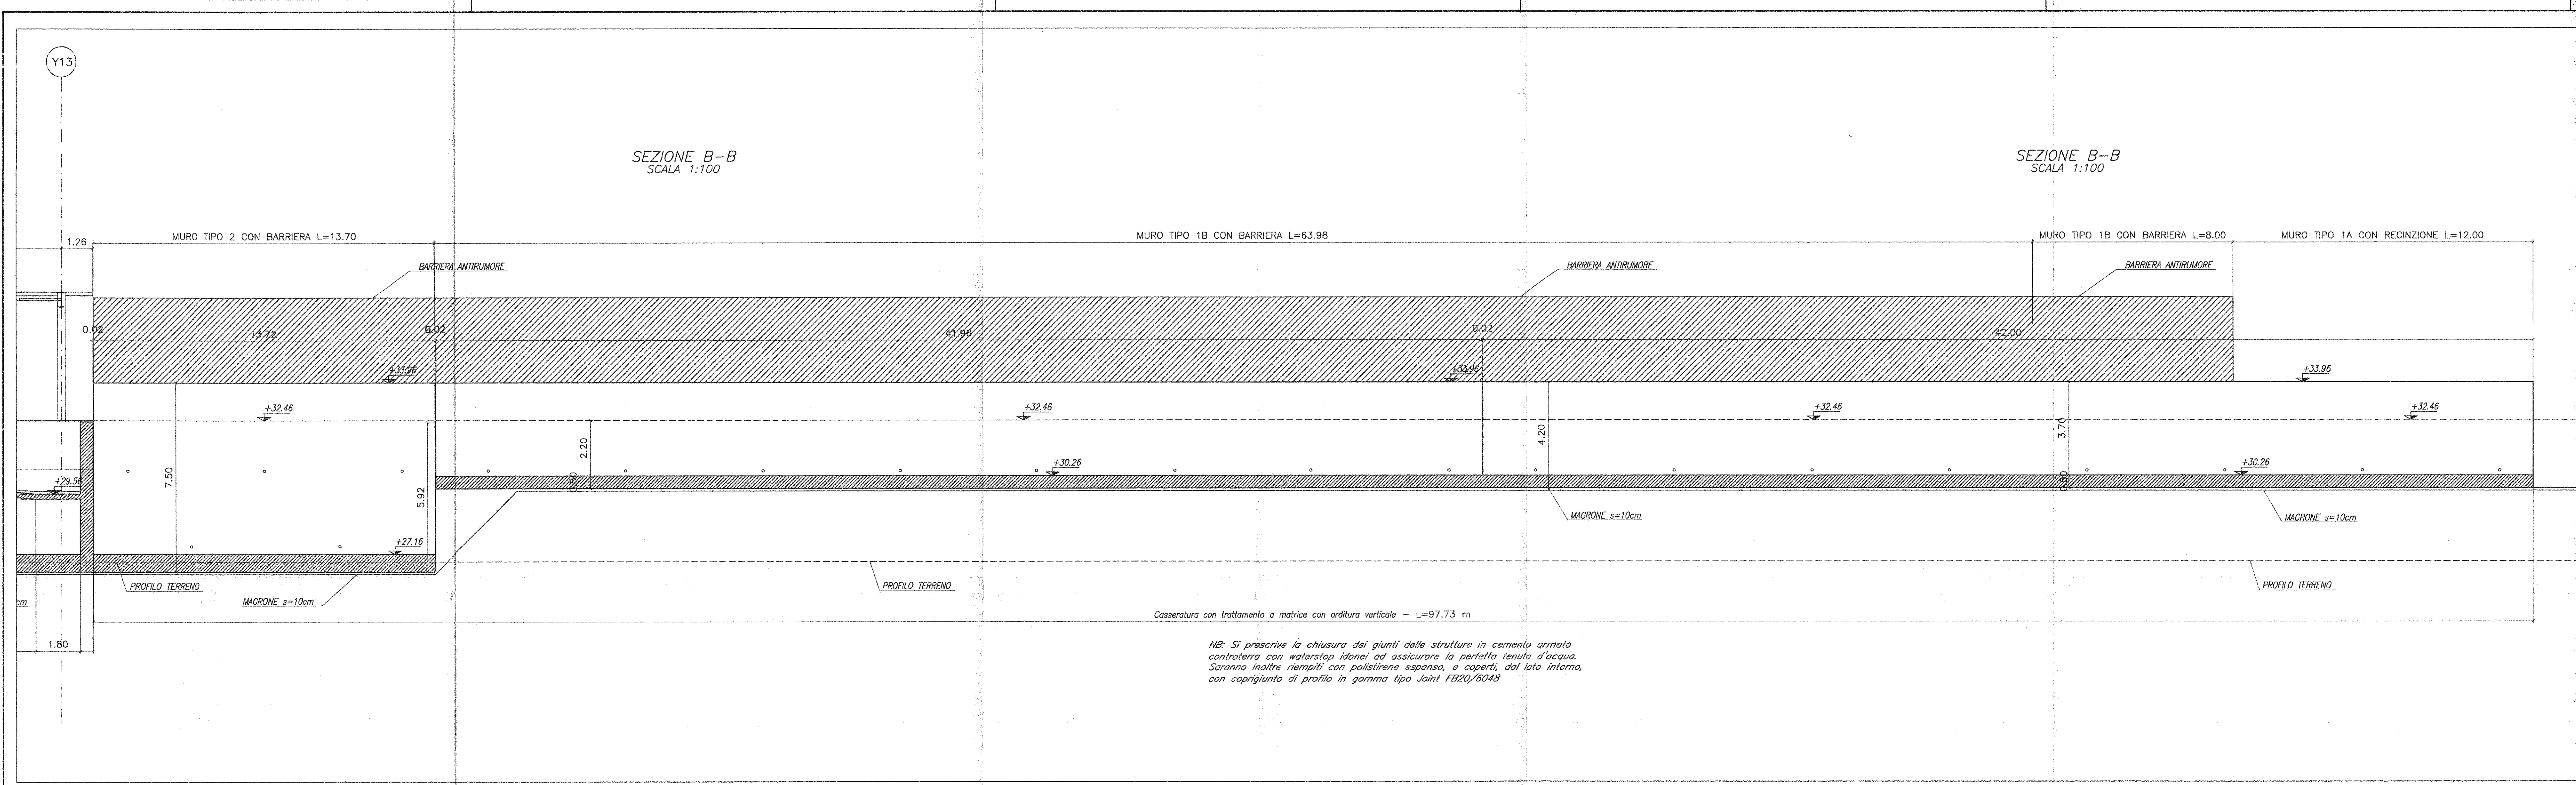 Y13
SEZIONE B-B
SCALA 1:100
SEZIONE B-B
SCALA 1:100
1.26
MURO TIPO 2 CON BARRIERA L=13.70
MURO TIPO 1B CON BARRIERA L=63.98
MURO TIPO 1B CON BARRIERA L=8.00
MURO TIPO 1A CON RECINZIONE L=12.00
BARRIERA ANTIRUMORE
BARRIERA ANTIRUMORE
BARRIERA ANTIRUMORE
0.02
13.72
0.02
41.98
0.02
42.00
+33.96
+33.96
+33.96
+32.46
+32.46
+32.46
+32.46
7.50
5.92
2.20
0.50
4.20
3.70
0.50
+29.56
+30.26
+30.26
+27.16
MAGRONE s=10cm
MAGRONE s=10cm
PROFILO TERRENO
PROFILO TERRENO
PROFILO TERRENO
cm
MAGRONE s=10cm
Casseratura con trattamento a matrice con orditura verticale - L=97.73 m
1.80
NB: Si prescrive la chiusura dei giunti delle strutture in cemento armato
controterra con waterstop idonei ad assicurare la perfetta tenuta d'acqua.
Saranno inoltre riempiti con polistirene espanso, e coperti, dal lato interno,
con coprigiunto di profilo in gomma tipo Joint FB20/6048